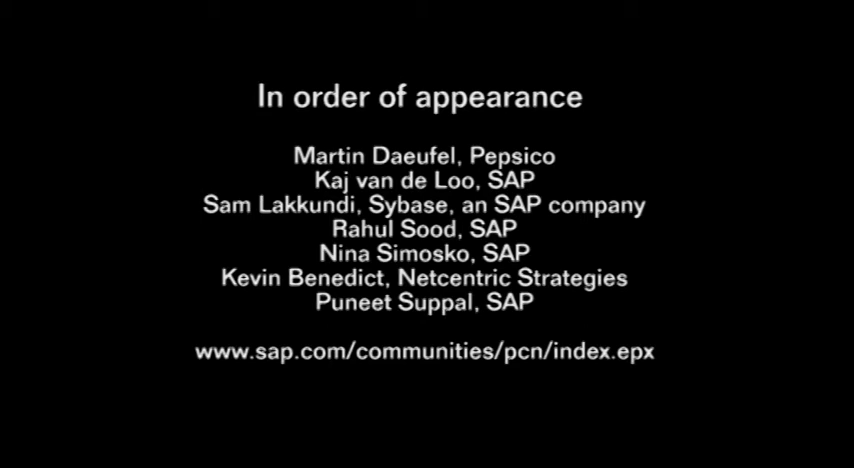 In order of appearance
Martin Daeufel, Pepsico
Kaj van de Loo, SAP
Sam Lakkundi, Sybase, an SAP company
Rahul Sood, SAP
Nina Simosko, SAP
Kevin Benedict, Netcentric Strategies
Puneet Suppal, SAP
www.sap.com/communities/pcn/index.epx